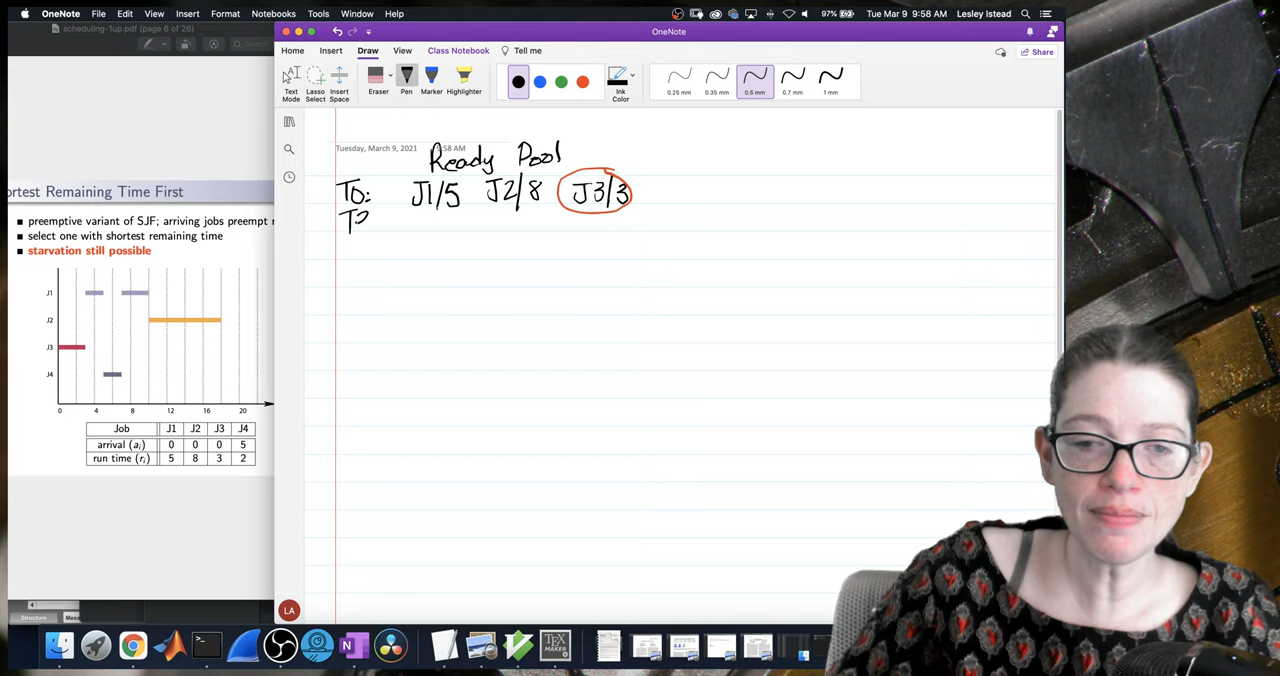 OneNote File Edit View Insert Format Notebooks Tools Window Help 97% Tue Mar 9 9:58 AM Lesley Istead
scheduling-1up.pdf (page 6 of 26)
OneNote
Home Insert Draw View Class Notebook Tell me Share
Text Mode Lasso Select Insert Space Eraser Pen Marker Highlighter Ink Color 0.25 mm 0.35 mm 0.5 mm 0.7 mm 1 mm
Tuesday, March 9, 2021 9:58 AM
Ready Pool
T0: J1/5 J2/8 J3/3
ortest Remaining Time First
preemptive variant of SJF; arriving jobs preempt r
select one with shortest remaining time
starvation still possible
J1
J2
J3
J4
0 4 8 12 16 20
Job J1 J2 J3 J4
arrival (ai) 0 0 0 5
run time (ri) 5 8 3 2
LA
Structure Mess